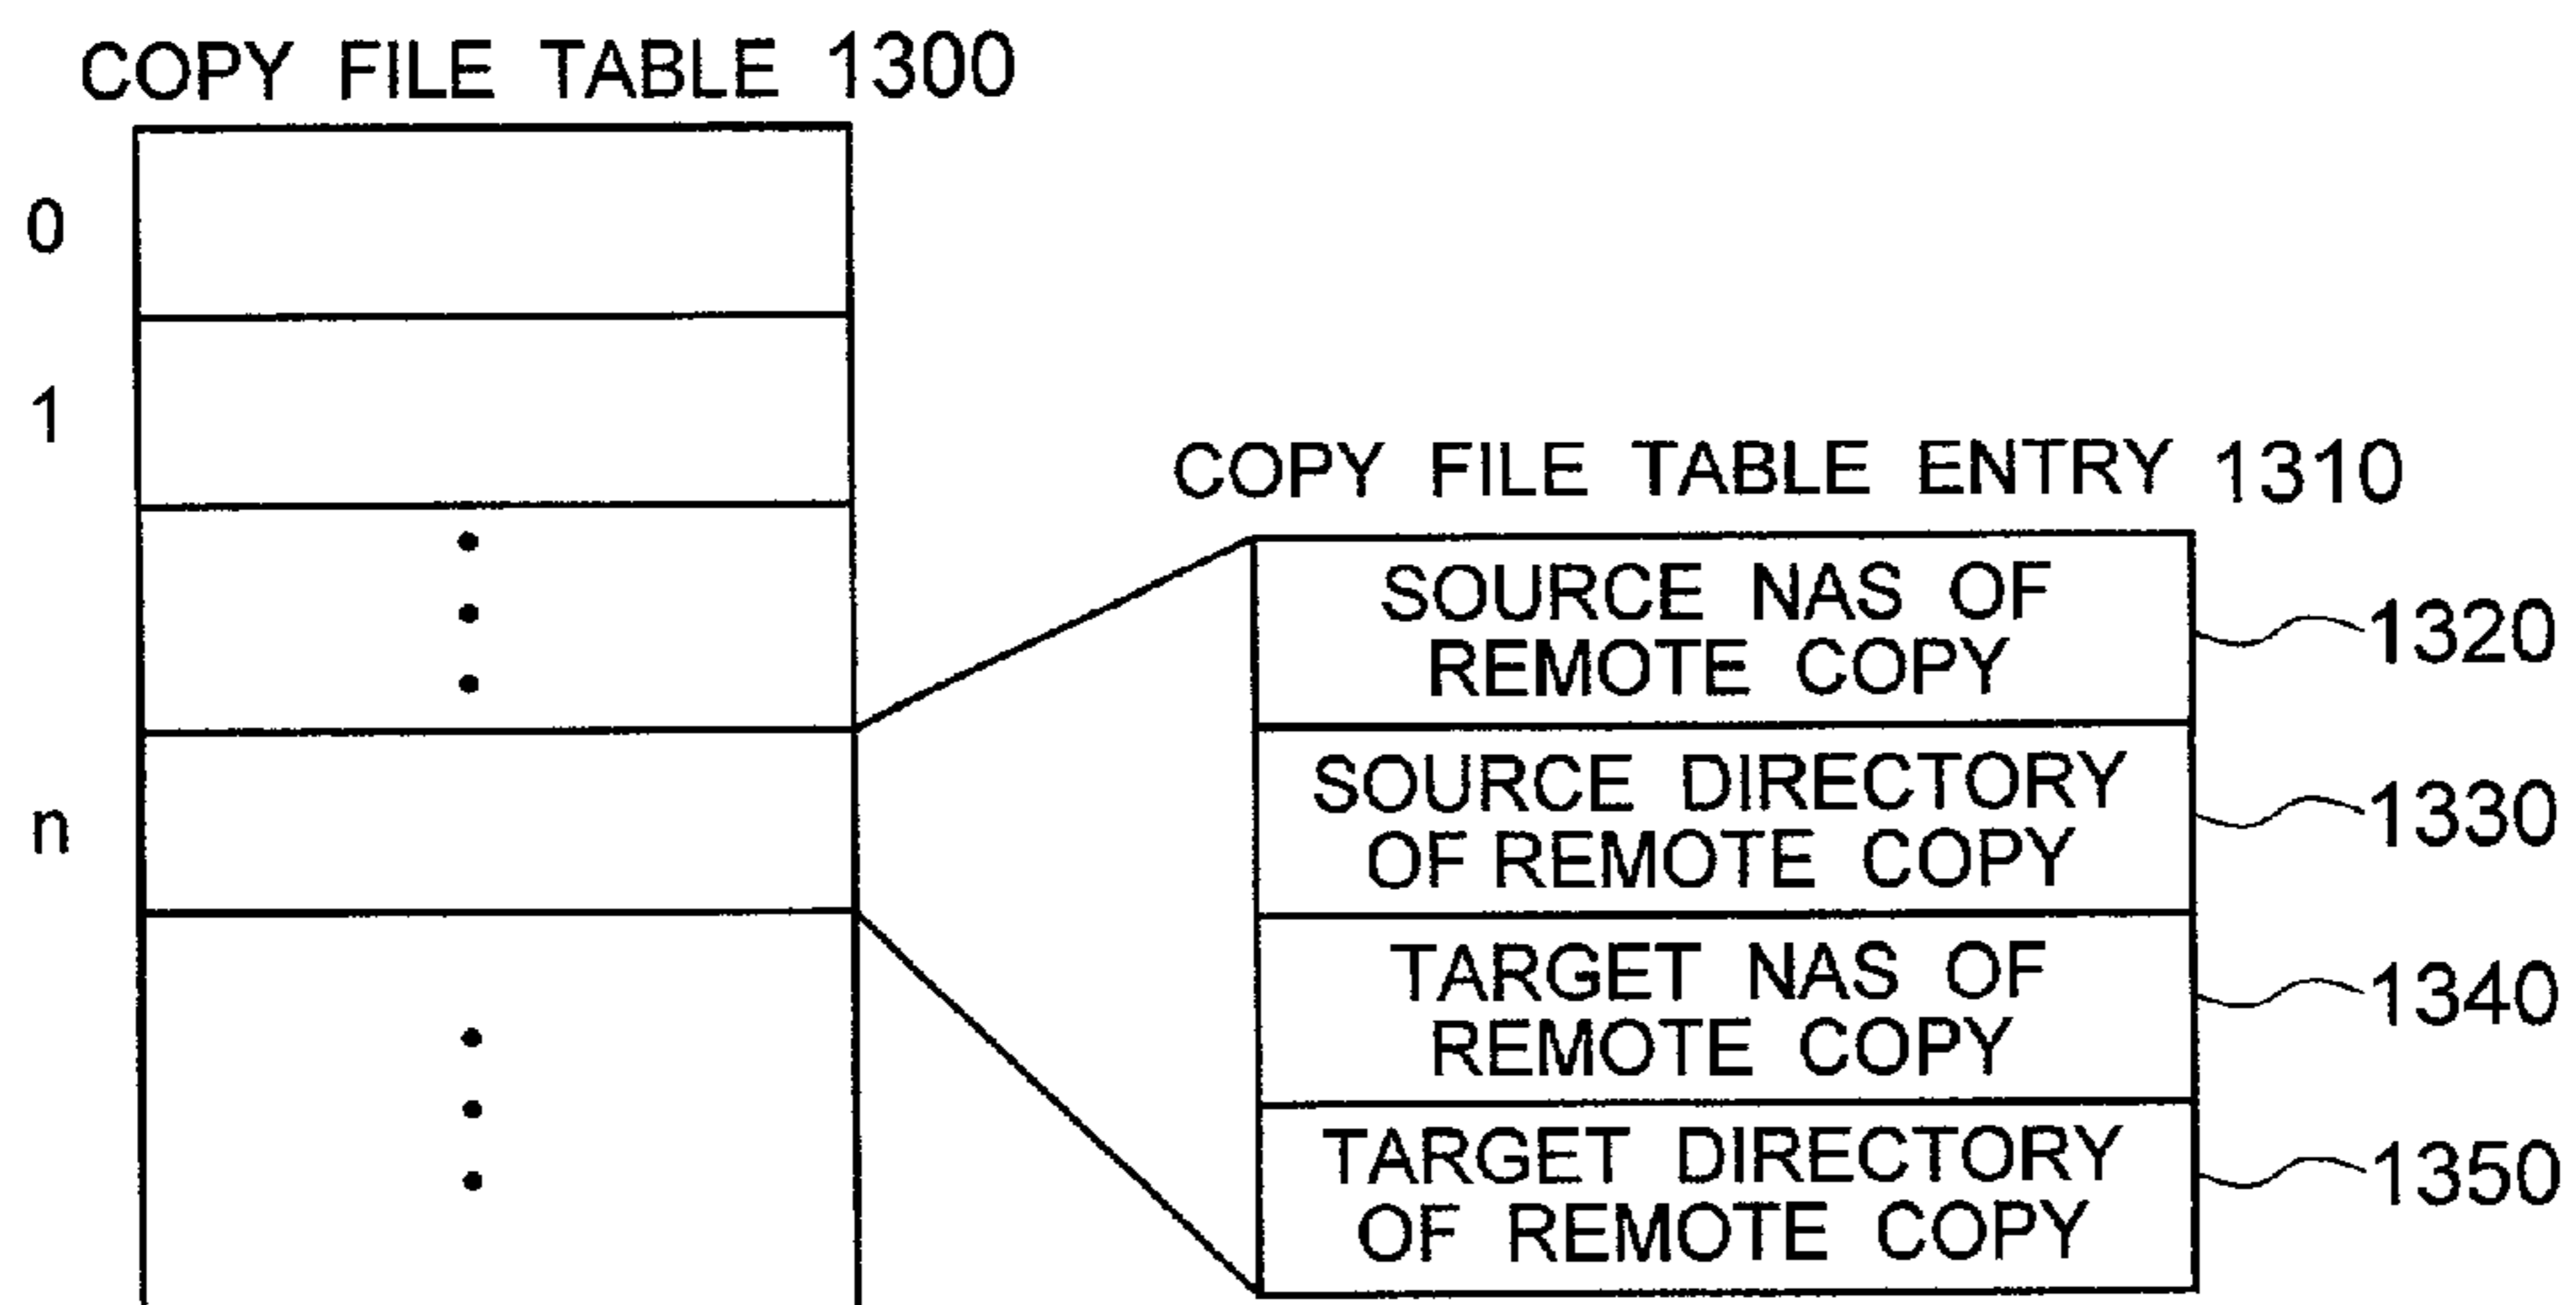 COPY FILE TABLE 1300
0
1
n
COPY FILE TABLE ENTRY 1310
SOURCE NAS OF
REMOTE COPY
1320
SOURCE DIRECTORY
OF REMOTE COPY
1330
TARGET NAS OF
REMOTE COPY
1340
TARGET DIRECTORY
OF REMOTE COPY
1350